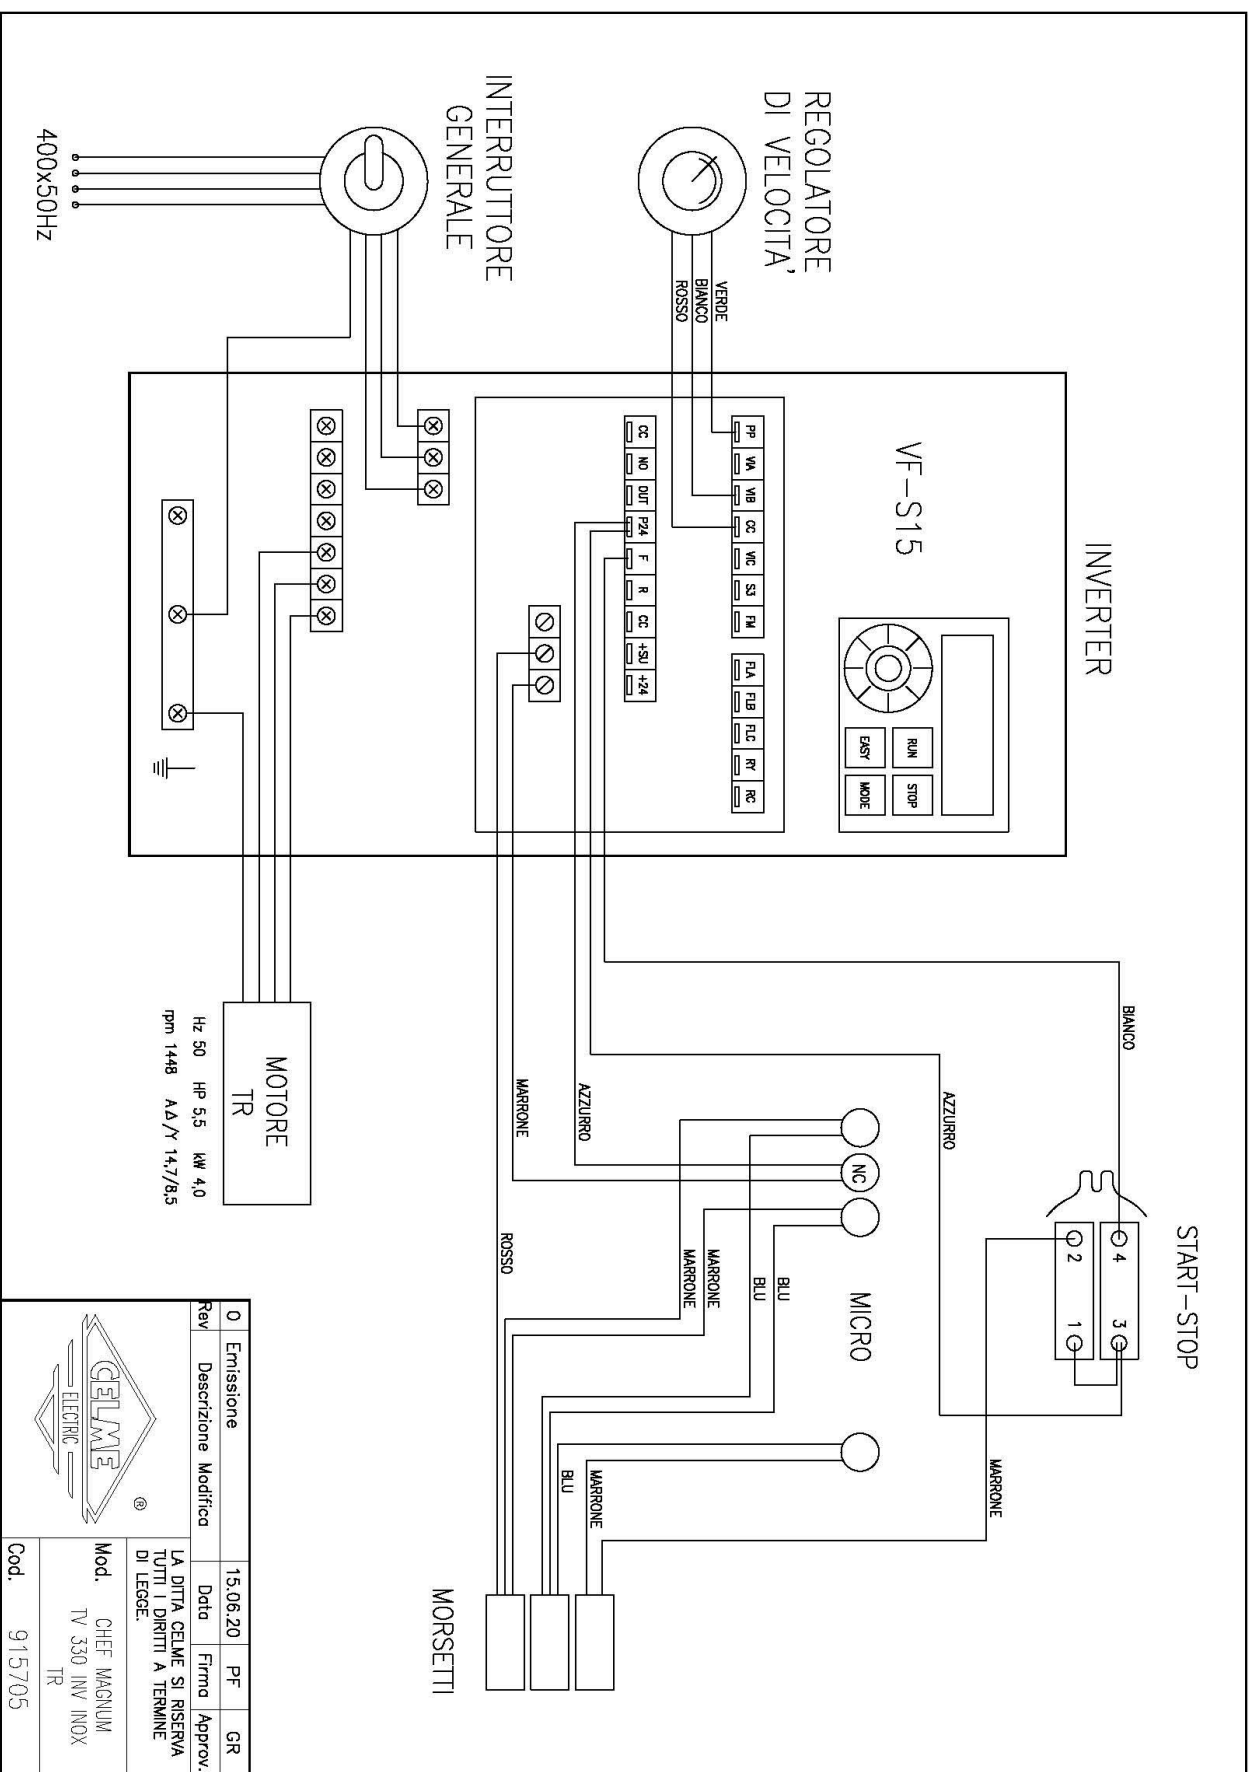 INVERTER
VF-S15
REGOLATORE
DI VELOCITA'
VERDE
BIANCO
ROSSO
INTERRUTTORE
GENERALE
400x50Hz
RUN
STOP
EASY
MODE
PP VIA VIB CC VIC S3 FM FLA FLB FLC RY RC
CC NO OUT P24 F R CC +SU +24
START-STOP
4 3
2 1
BIANCO
AZZURRO
MARRONE
MICRO
NC
AZZURRO
MARRONE
ROSSO
BLU
BLU
MARRONE
MARRONE
MARRONE
BLU
MORSETTI
MOTORE
TR
Hz 50 HP 5,5 kW 4,0
rpm 1448 AΔ/Y 14,7/8,5
0 Emissione 15.06.20 PF GR
Rev Descrizione Modifica Data Firma Approv.
CELME
ELECTRIC
®
LA DITTA CELME SI RISERVA
TUTTI I DIRITTI A TERMINE
DI LEGGE.
Mod. CHEF MAGNUM
TV 330 INV INOX
TR
Cod. 915705